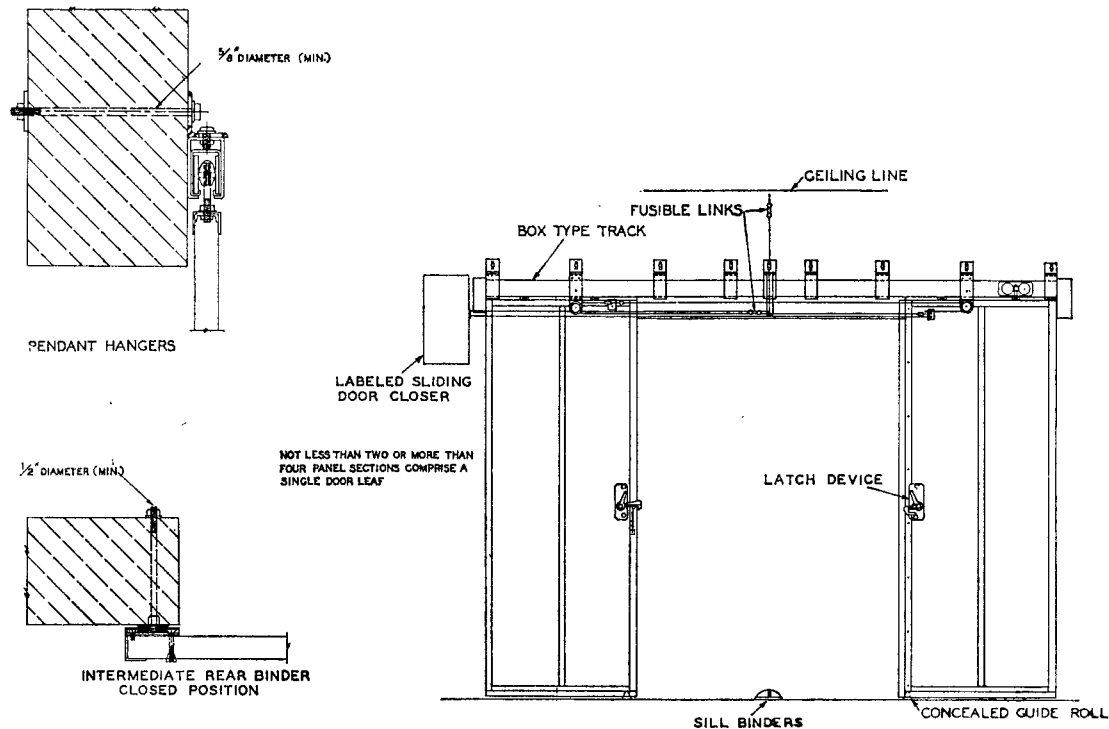 5/8" DIAMETER (MIN.)
PENDANT HANGERS
CEILING LINE
FUSIBLE LINKS
BOX TYPE TRACK
LABELED SLIDING
DOOR CLOSER
NOT LESS THAN TWO OR MORE THAN
FOUR PANEL SECTIONS COMPRISE A
SINGLE DOOR LEAF
LATCH DEVICE
1/2" DIAMETER (MIN.)
INTERMEDIATE REAR BINDER
CLOSED POSITION
SILL BINDERS
CONCEALED GUIDE ROLL